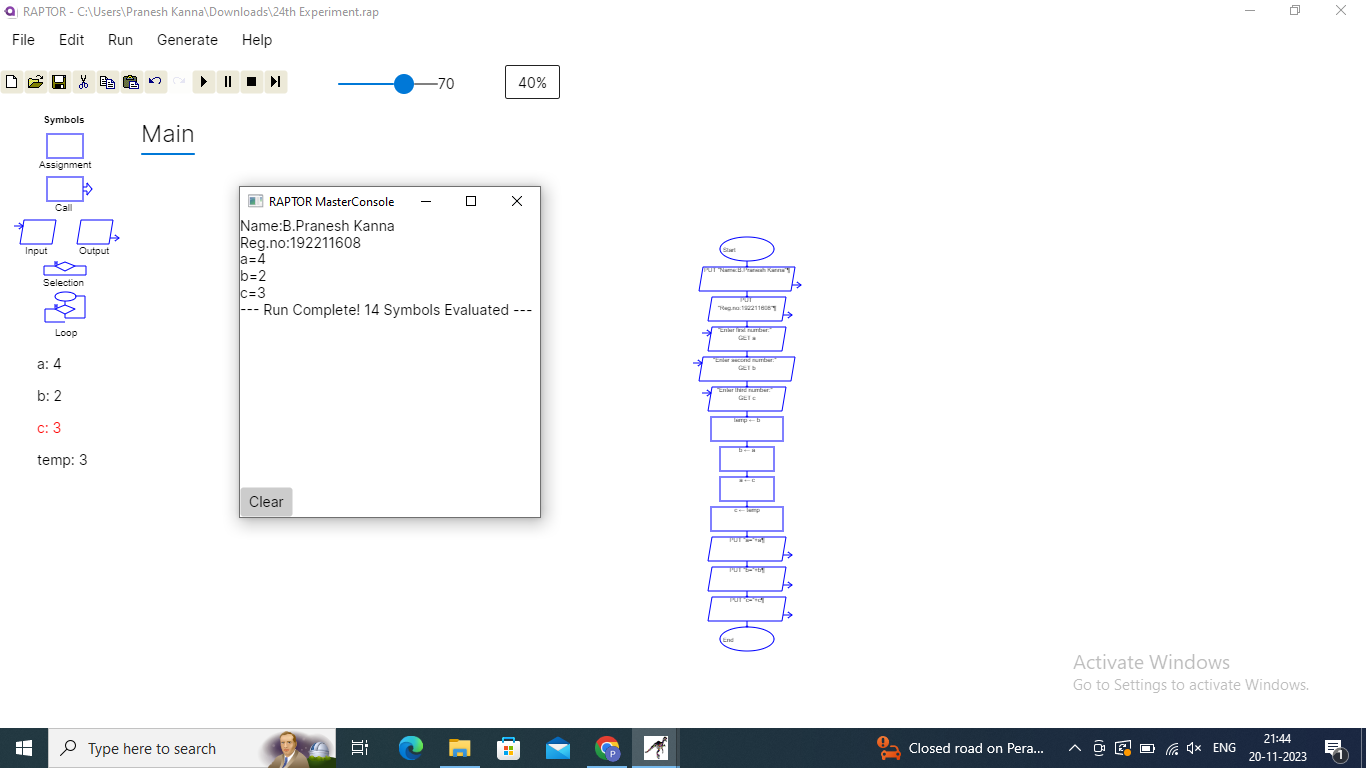 RAPTOR - C:\Users\Pranesh Kanna\Downloads\24th Experiment.rap
File Edit Run Generate Help
70
40%
Symbols
Assignment
Call
Input Output
Selection
Loop
a: 4
b: 2
c: 3
temp: 3
Main
RAPTOR MasterConsole
Name:B.Pranesh Kanna
Reg.no:192211608
a=4
b=2
c=3
--- Run Complete! 14 Symbols Evaluated ---
Clear
Start
PUT "Name:B.Pranesh Kanna"¶
PUT
"Reg.no:192211608"¶
"Enter first number:"
GET a
"Enter second number:"
GET b
"Enter third number:"
GET c
temp ← b
b ← a
a ← c
c ← temp
PUT "a="+a¶
PUT "b="+b¶
PUT "c="+c¶
End
Activate Windows
Go to Settings to activate Windows.
Type here to search
P
Closed road on Pera...
ENG
21:44
20-11-2023
1